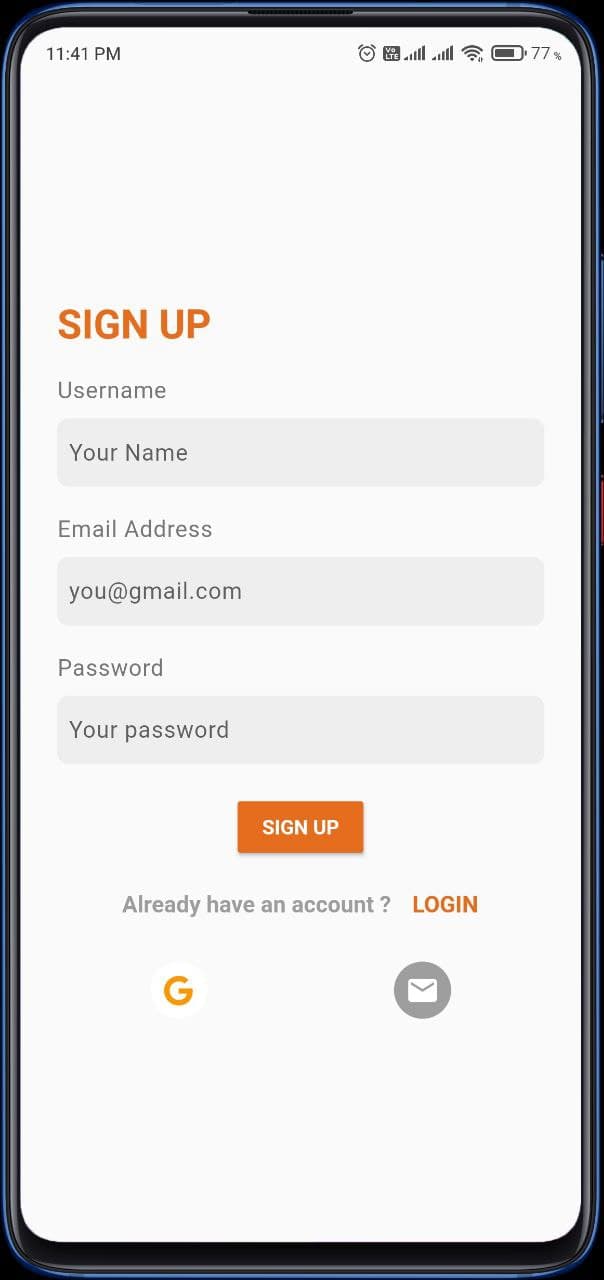 11:41 PM Vo LTE 77 %
SIGN UP
Username
Your Name
Email Address
you@gmail.com
Password
Your password
SIGN UP
Already have an account ? LOGIN
G